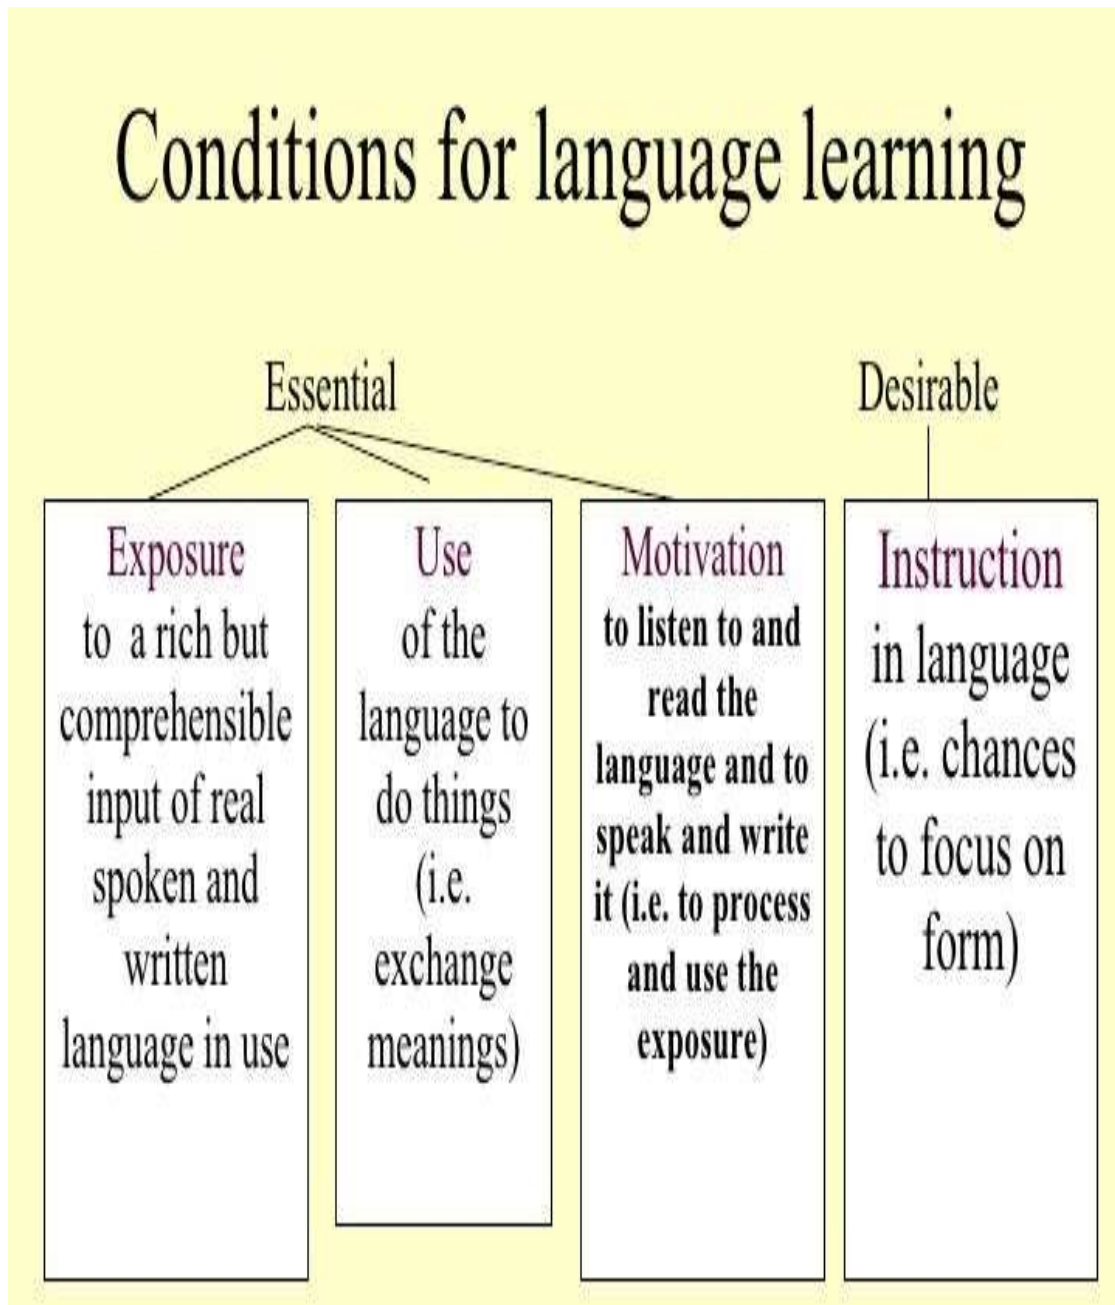 Conditions for language learning
Essential
Desirable
Exposure
to a rich but
comprehensible
input of real
spoken and
written
language in use
Use
of the
language to
do things
(i.e.
exchange
meanings)
Motivation
to listen to and
read the
language and to
speak and write
it (i.e. to process
and use the
exposure)
Instruction
in language
(i.e. chances
to focus on
form)